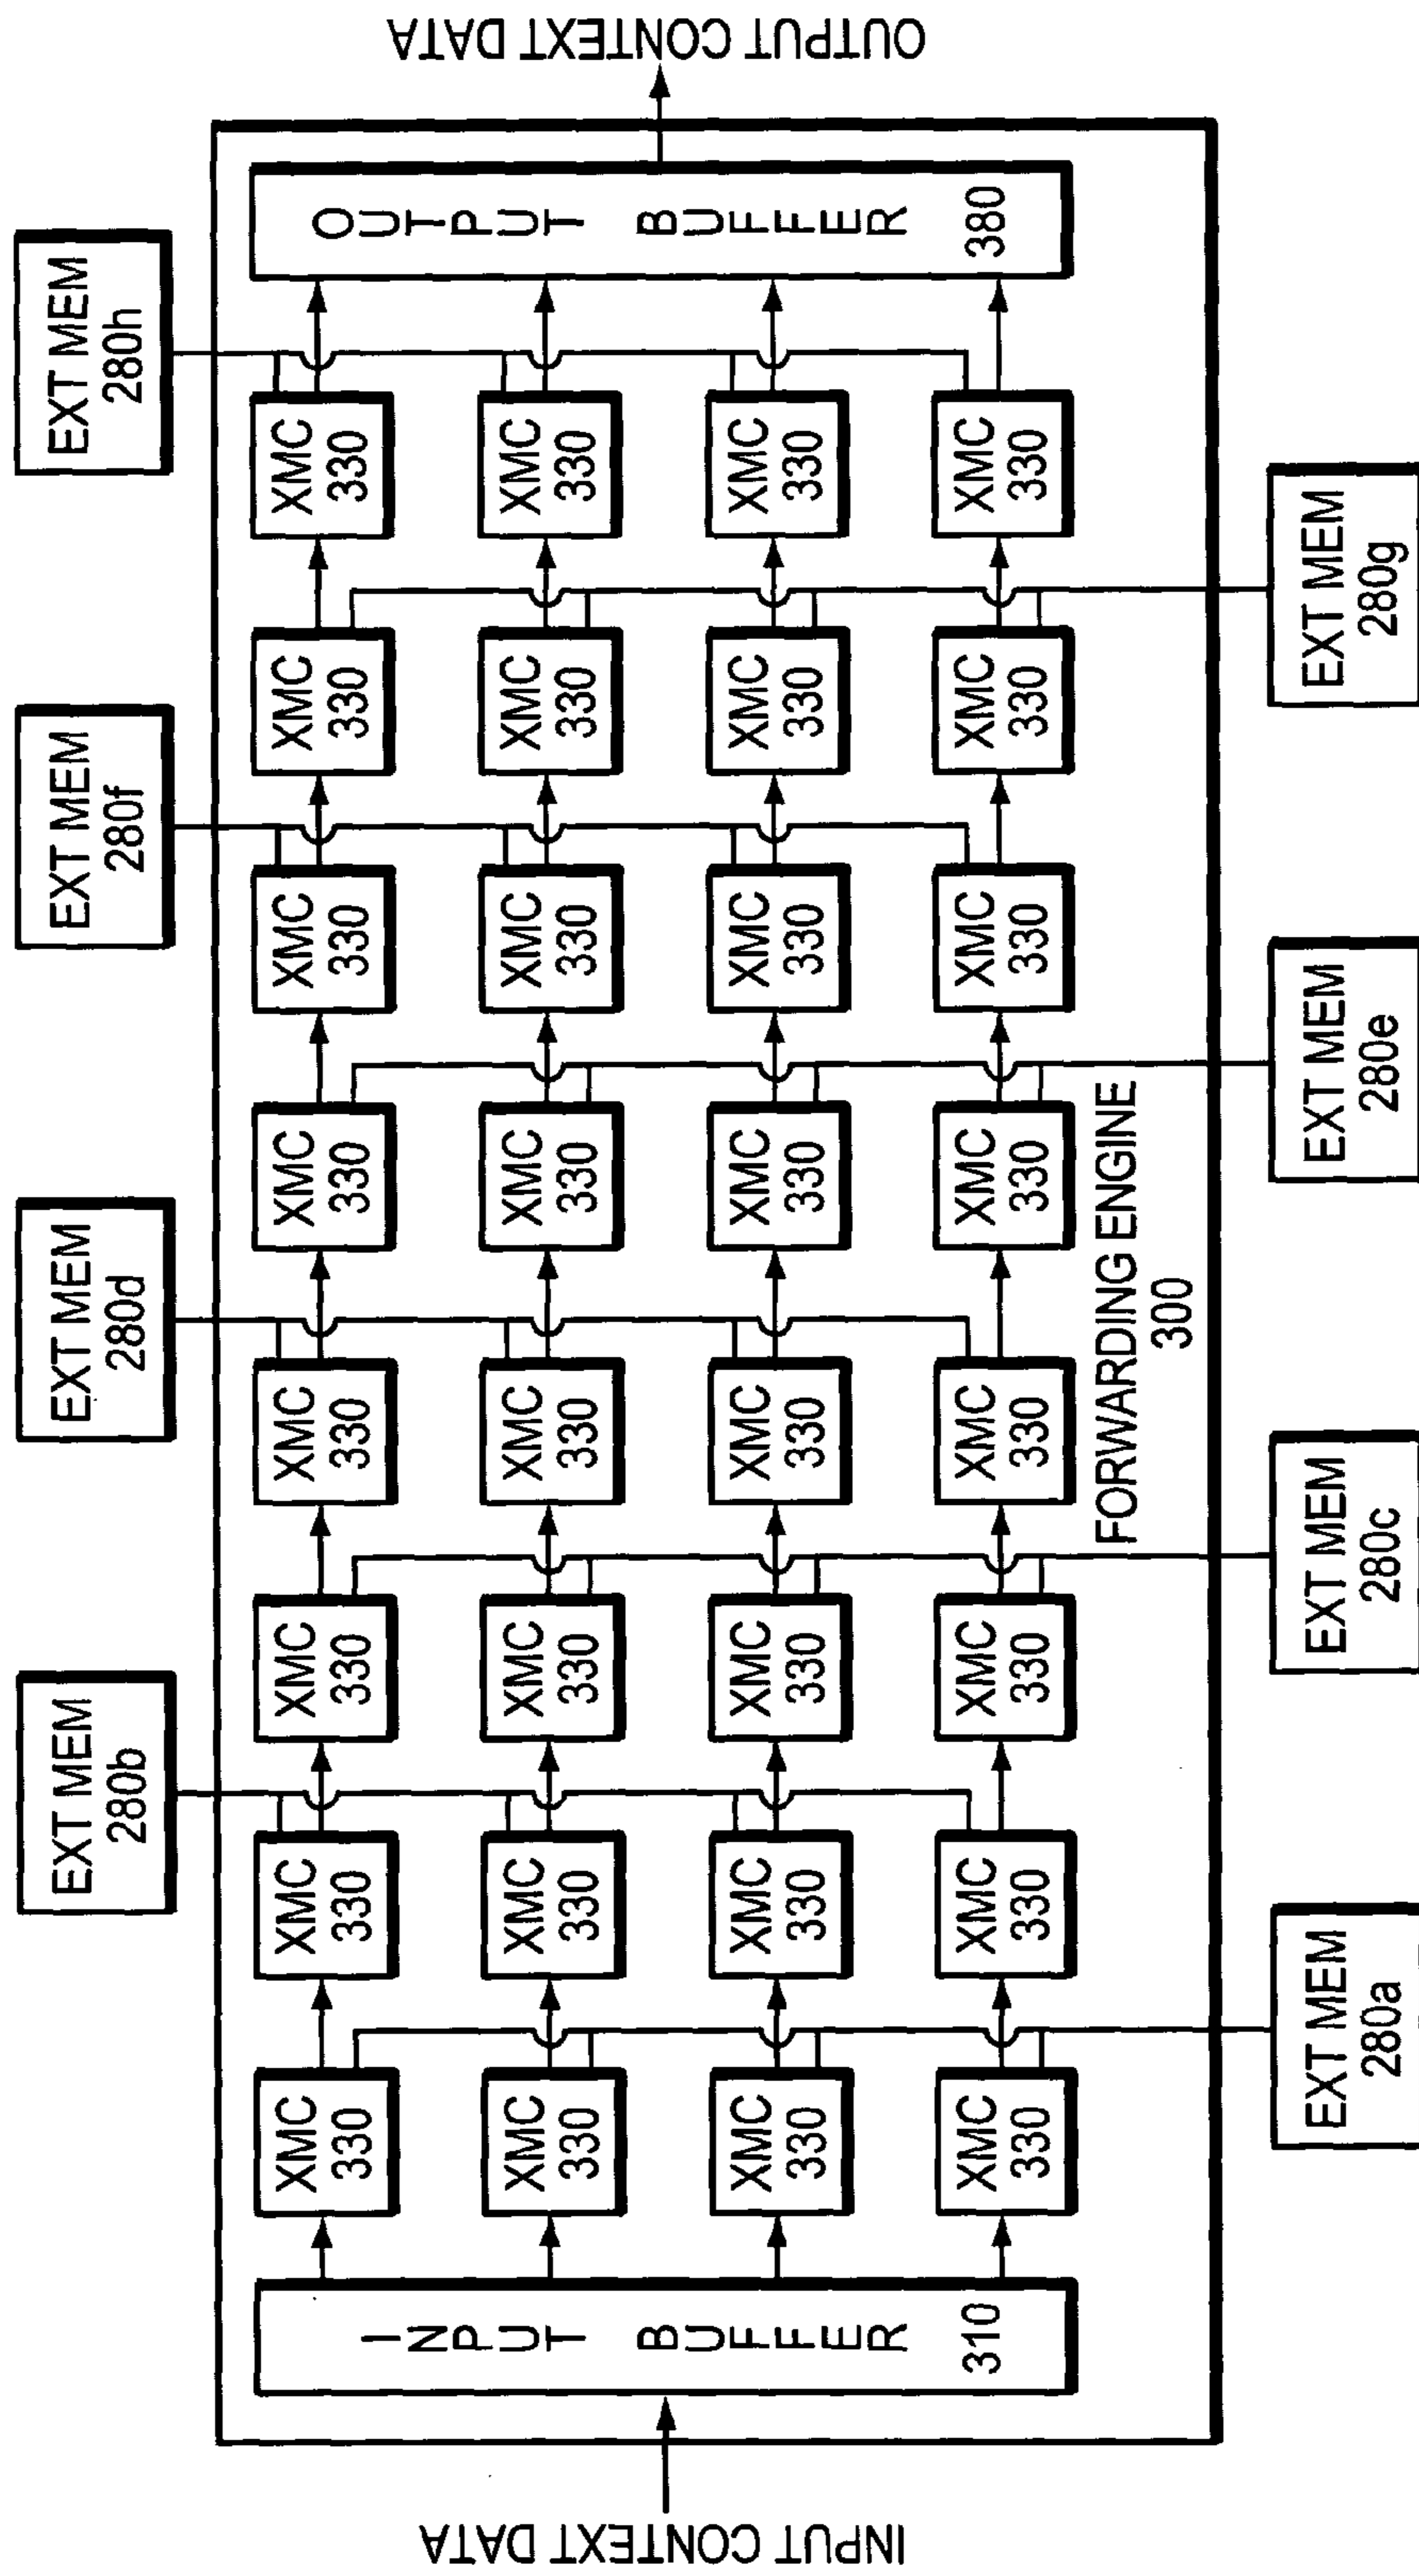 EXT MEM
280b
EXT MEM
280d
EXT MEM
280f
EXT MEM
280h
INPUT CONTEXT DATA
INPUT BUFFER
310
XMC
330
XMC
330
XMC
330
XMC
330
XMC
330
XMC
330
XMC
330
XMC
330
XMC
330
XMC
330
XMC
330
XMC
330
XMC
330
XMC
330
XMC
330
XMC
330
XMC
330
XMC
330
XMC
330
XMC
330
XMC
330
XMC
330
XMC
330
XMC
330
XMC
330
XMC
330
XMC
330
XMC
330
XMC
330
XMC
330
XMC
330
XMC
330
OUTPUT BUFFER
380
OUTPUT CONTEXT DATA
FORWARDING ENGINE
300
EXT MEM
280a
EXT MEM
280c
EXT MEM
280e
EXT MEM
280g